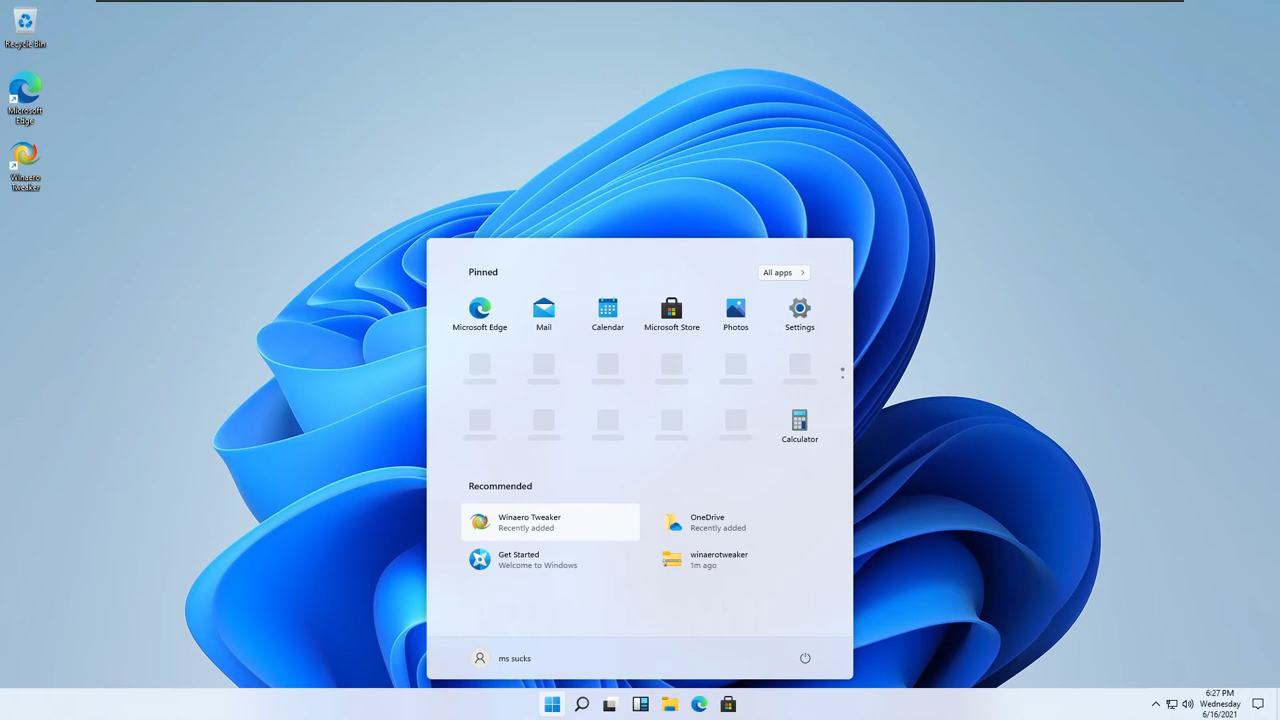 Recycle Bin
Microsoft
Edge
Winaero
Tweaker
Pinned
All apps
Microsoft Edge
Mail
Calendar
Microsoft Store
Photos
Settings
Calculator
Recommended
Winaero Tweaker
Recently added
OneDrive
Recently added
Get Started
Welcome to Windows
winaerotweaker
1m ago
ms sucks
6:27 PM
Wednesday
6/16/2021